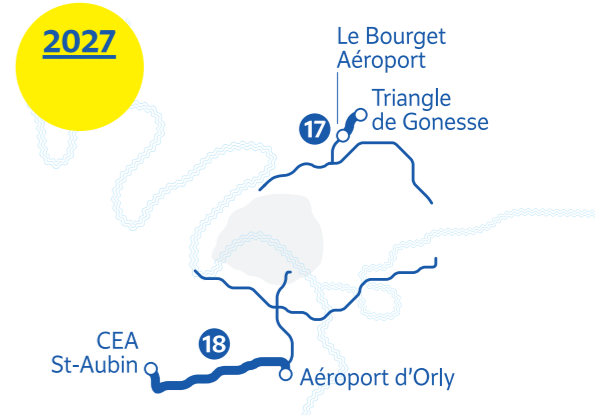 2027
Le Bourget
Aéroport
Triangle
de Gonesse
17
CEA
St-Aubin
18
Aéroport d'Orly